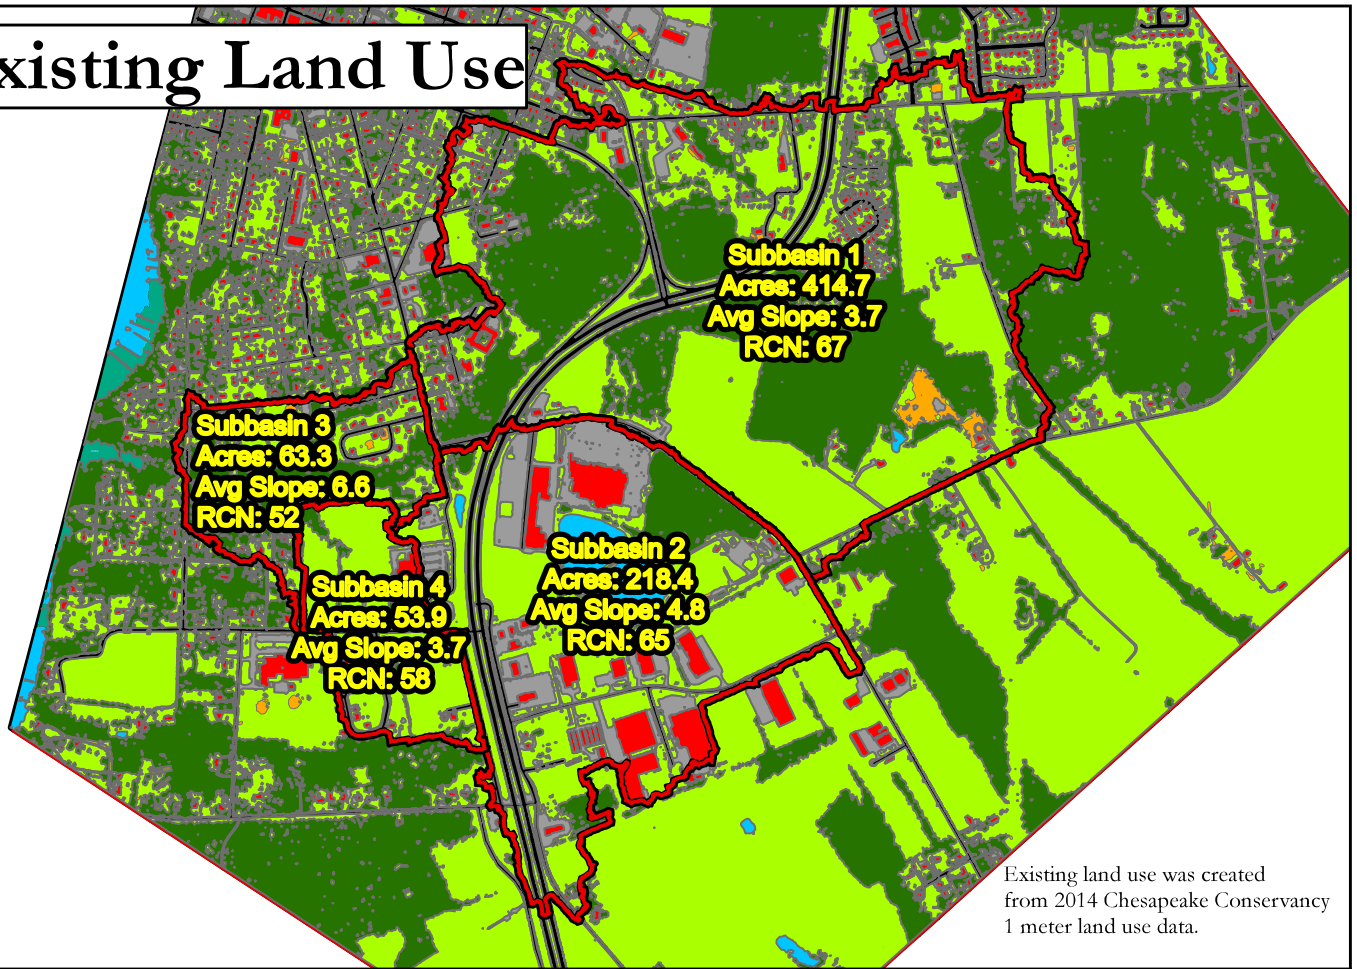 xisting Land Use
Subbasin 1
Acres: 414.7
Avg Slope: 3.7
RCN: 67
Subbasin 3
Acres: 63.3
Avg Slope: 6.6
RCN: 52
Subbasin 2
Acres: 218.4
Avg Slope: 4.8
RCN: 65
Subbasin 4
Acres: 53.9
Avg Slope: 3.7
RCN: 58
Existing land use was created
from 2014 Chesapeake Conservancy
1 meter land use data.